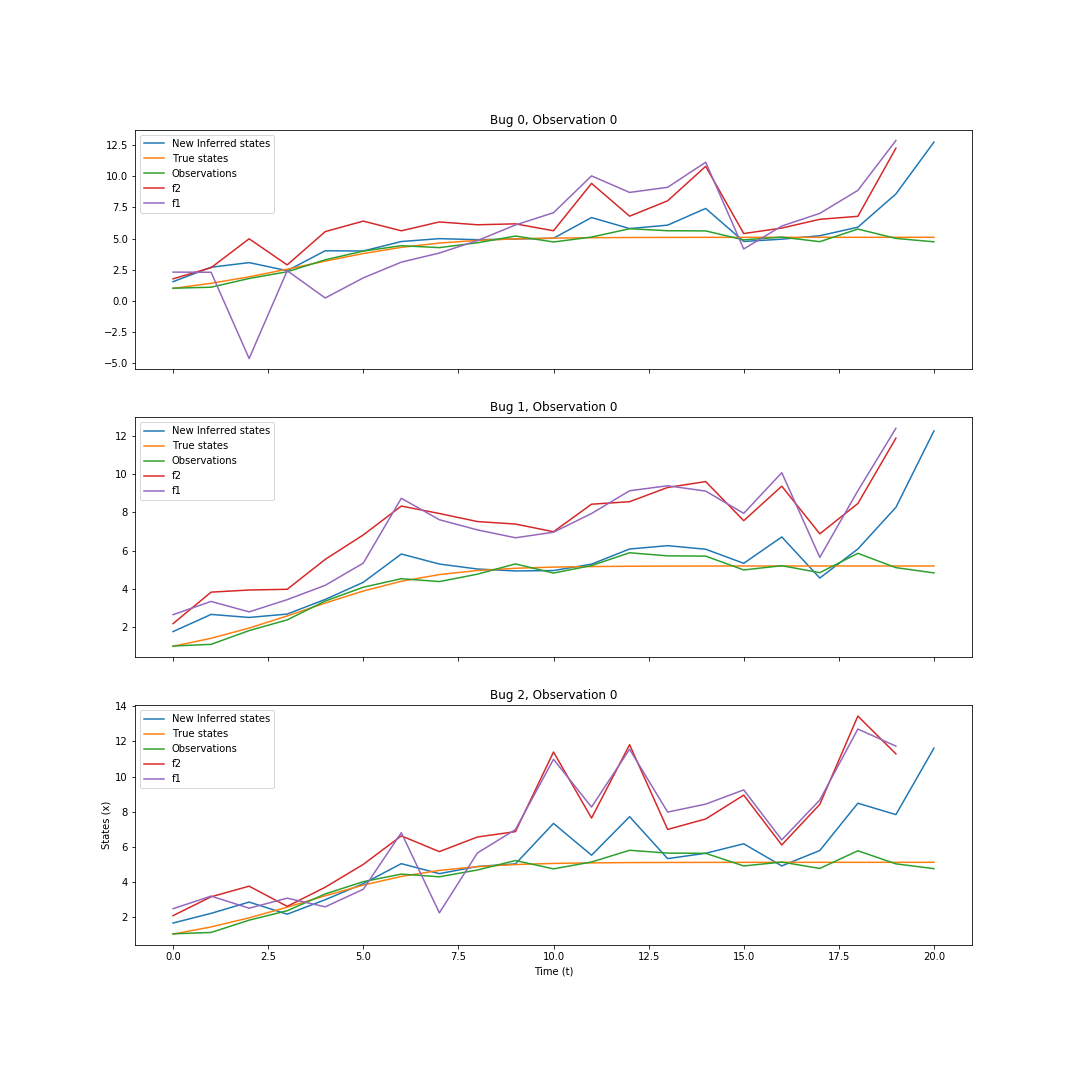 Bug 0, Observation 0
New Inferred states
True states
Observations
f2
f1
12.5
10.0
7.5
5.0
2.5
0.0
−2.5
−5.0
Bug 1, Observation 0
New Inferred states
True states
Observations
f2
f1
12
10
8
6
4
2
Bug 2, Observation 0
New Inferred states
True states
Observations
f2
f1
14
12
10
8
6
4
2
States (x)
0.0 2.5 5.0 7.5 10.0 12.5 15.0 17.5 20.0
Time (t)